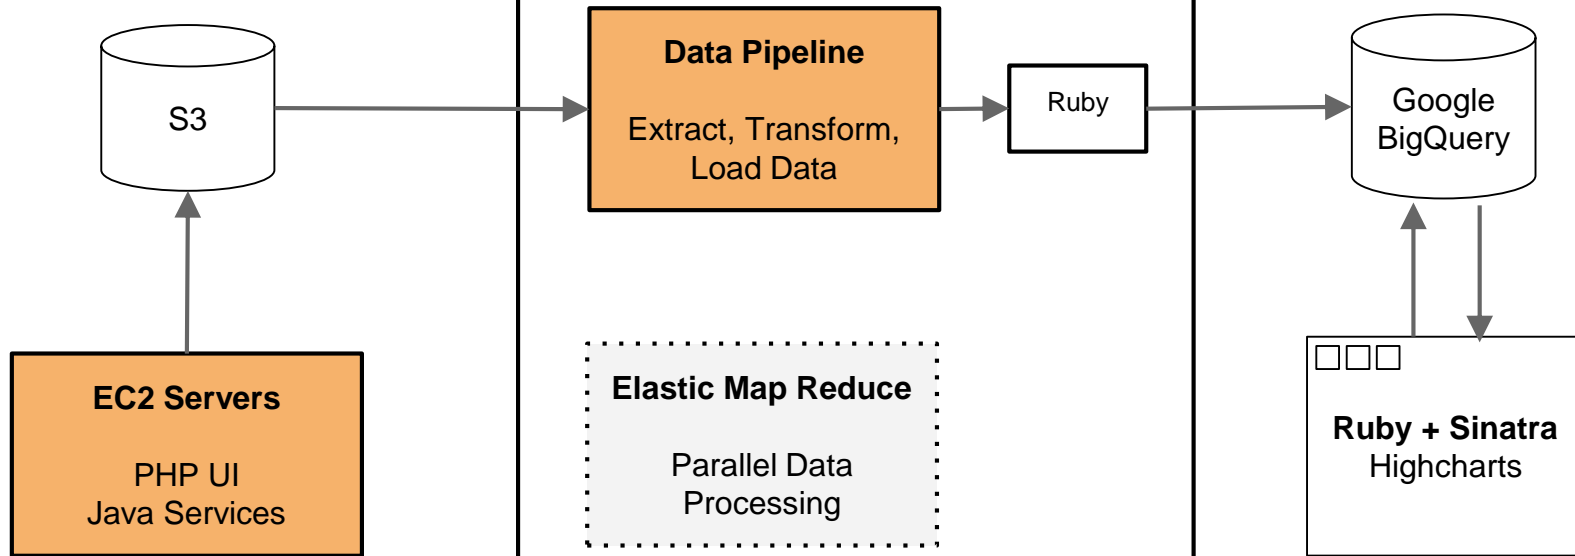 S3
EC2 Servers
PHP UI
Java Services
Data Pipeline
Extract, Transform,
Load Data
Ruby
Elastic Map Reduce
Parallel Data
Processing
Google
BigQuery
Ruby + Sinatra
Highcharts